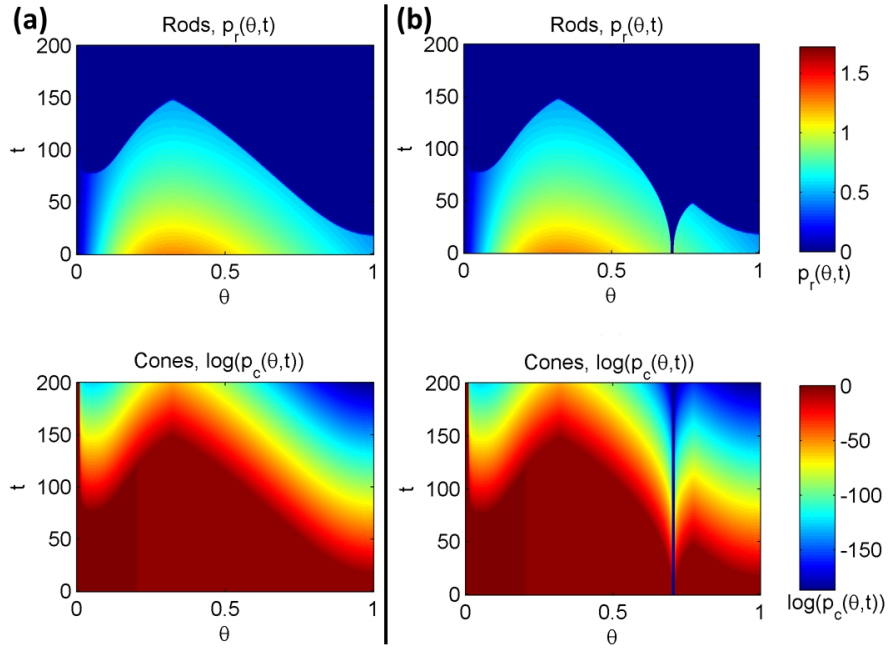 (a)
Rods, p_r(θ,t)
200
150
100
50
0
t
0
0.5
1
θ
(b)
Rods, p_r(θ,t)
200
150
100
50
0
t
0
0.5
1
θ
1.5
1
0.5
0
p_r(θ,t)
Cones, log(p_c(θ,t))
200
150
100
50
0
t
0
0.5
1
θ
Cones, log(p_c(θ,t))
200
150
100
50
0
t
0
0.5
1
θ
0
-50
-100
-150
log(p_c(θ,t))